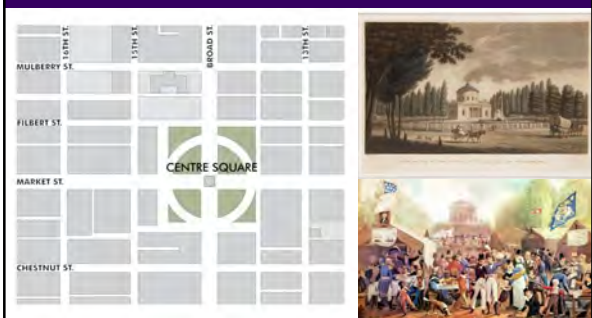 16TH ST.
15TH ST.
BROAD ST.
13TH ST.
MULBERRY ST.
FILBERT ST.
CENTRE SQUARE
MARKET ST.
CHESTNUT ST.